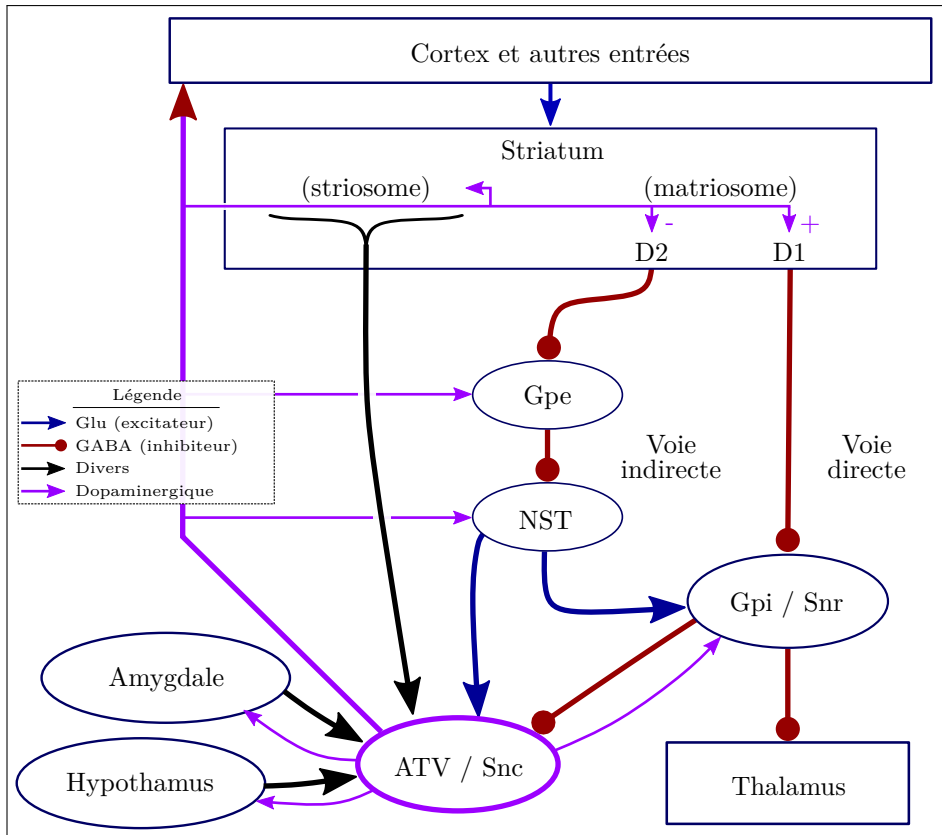 Cortex et autres entrées
Striatum
(striosome)
(matriosome)
-
+
D2
D1
Gpe
Légende
Glu (excitateur)
GABA (inhibiteur)
Divers
Dopaminergique
Voie
indirecte
Voie
directe
NST
Gpi / Snr
Amygdale
ATV / Snc
Hypothamus
Thalamus